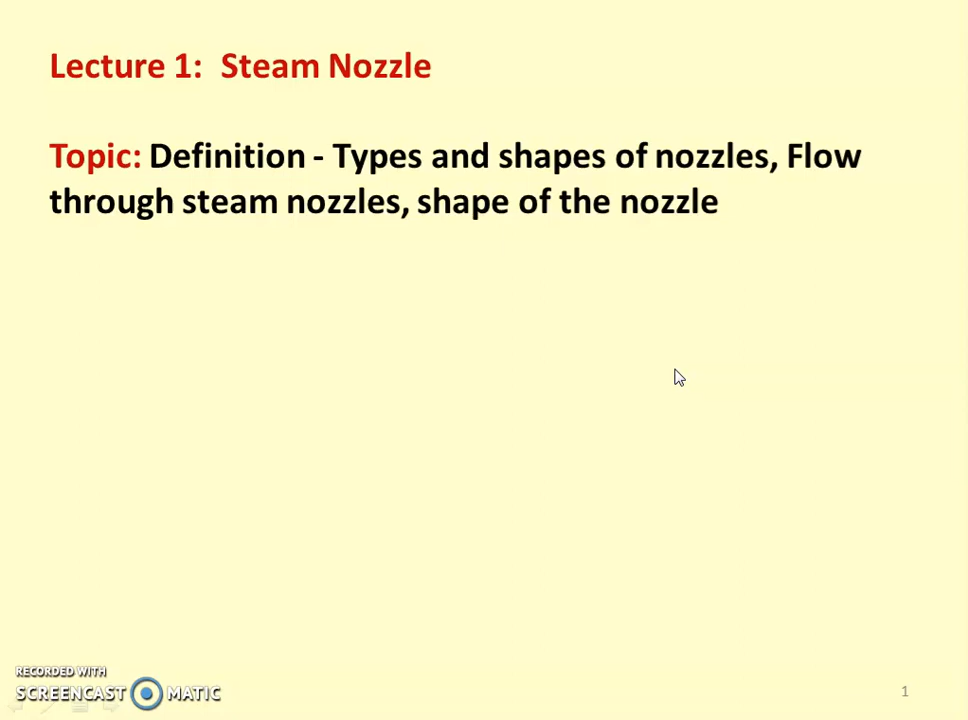 Lecture 1: Steam Nozzle
Topic: Definition - Types and shapes of nozzles, Flow
through steam nozzles, shape of the nozzle
RECORDED WITH
SCREENCAST MATIC
1